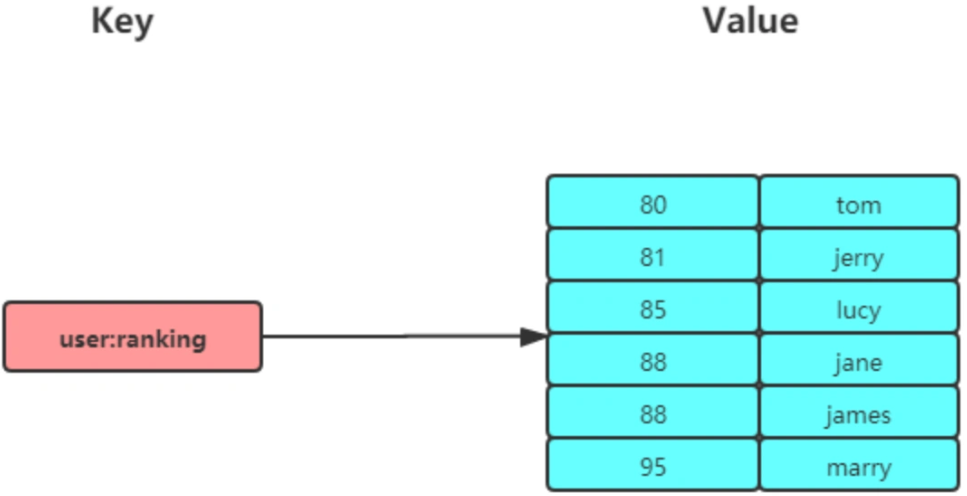 Key Value
80 tom
81 jerry
85 lucy
user:ranking
88 jane
88 james
95 marry